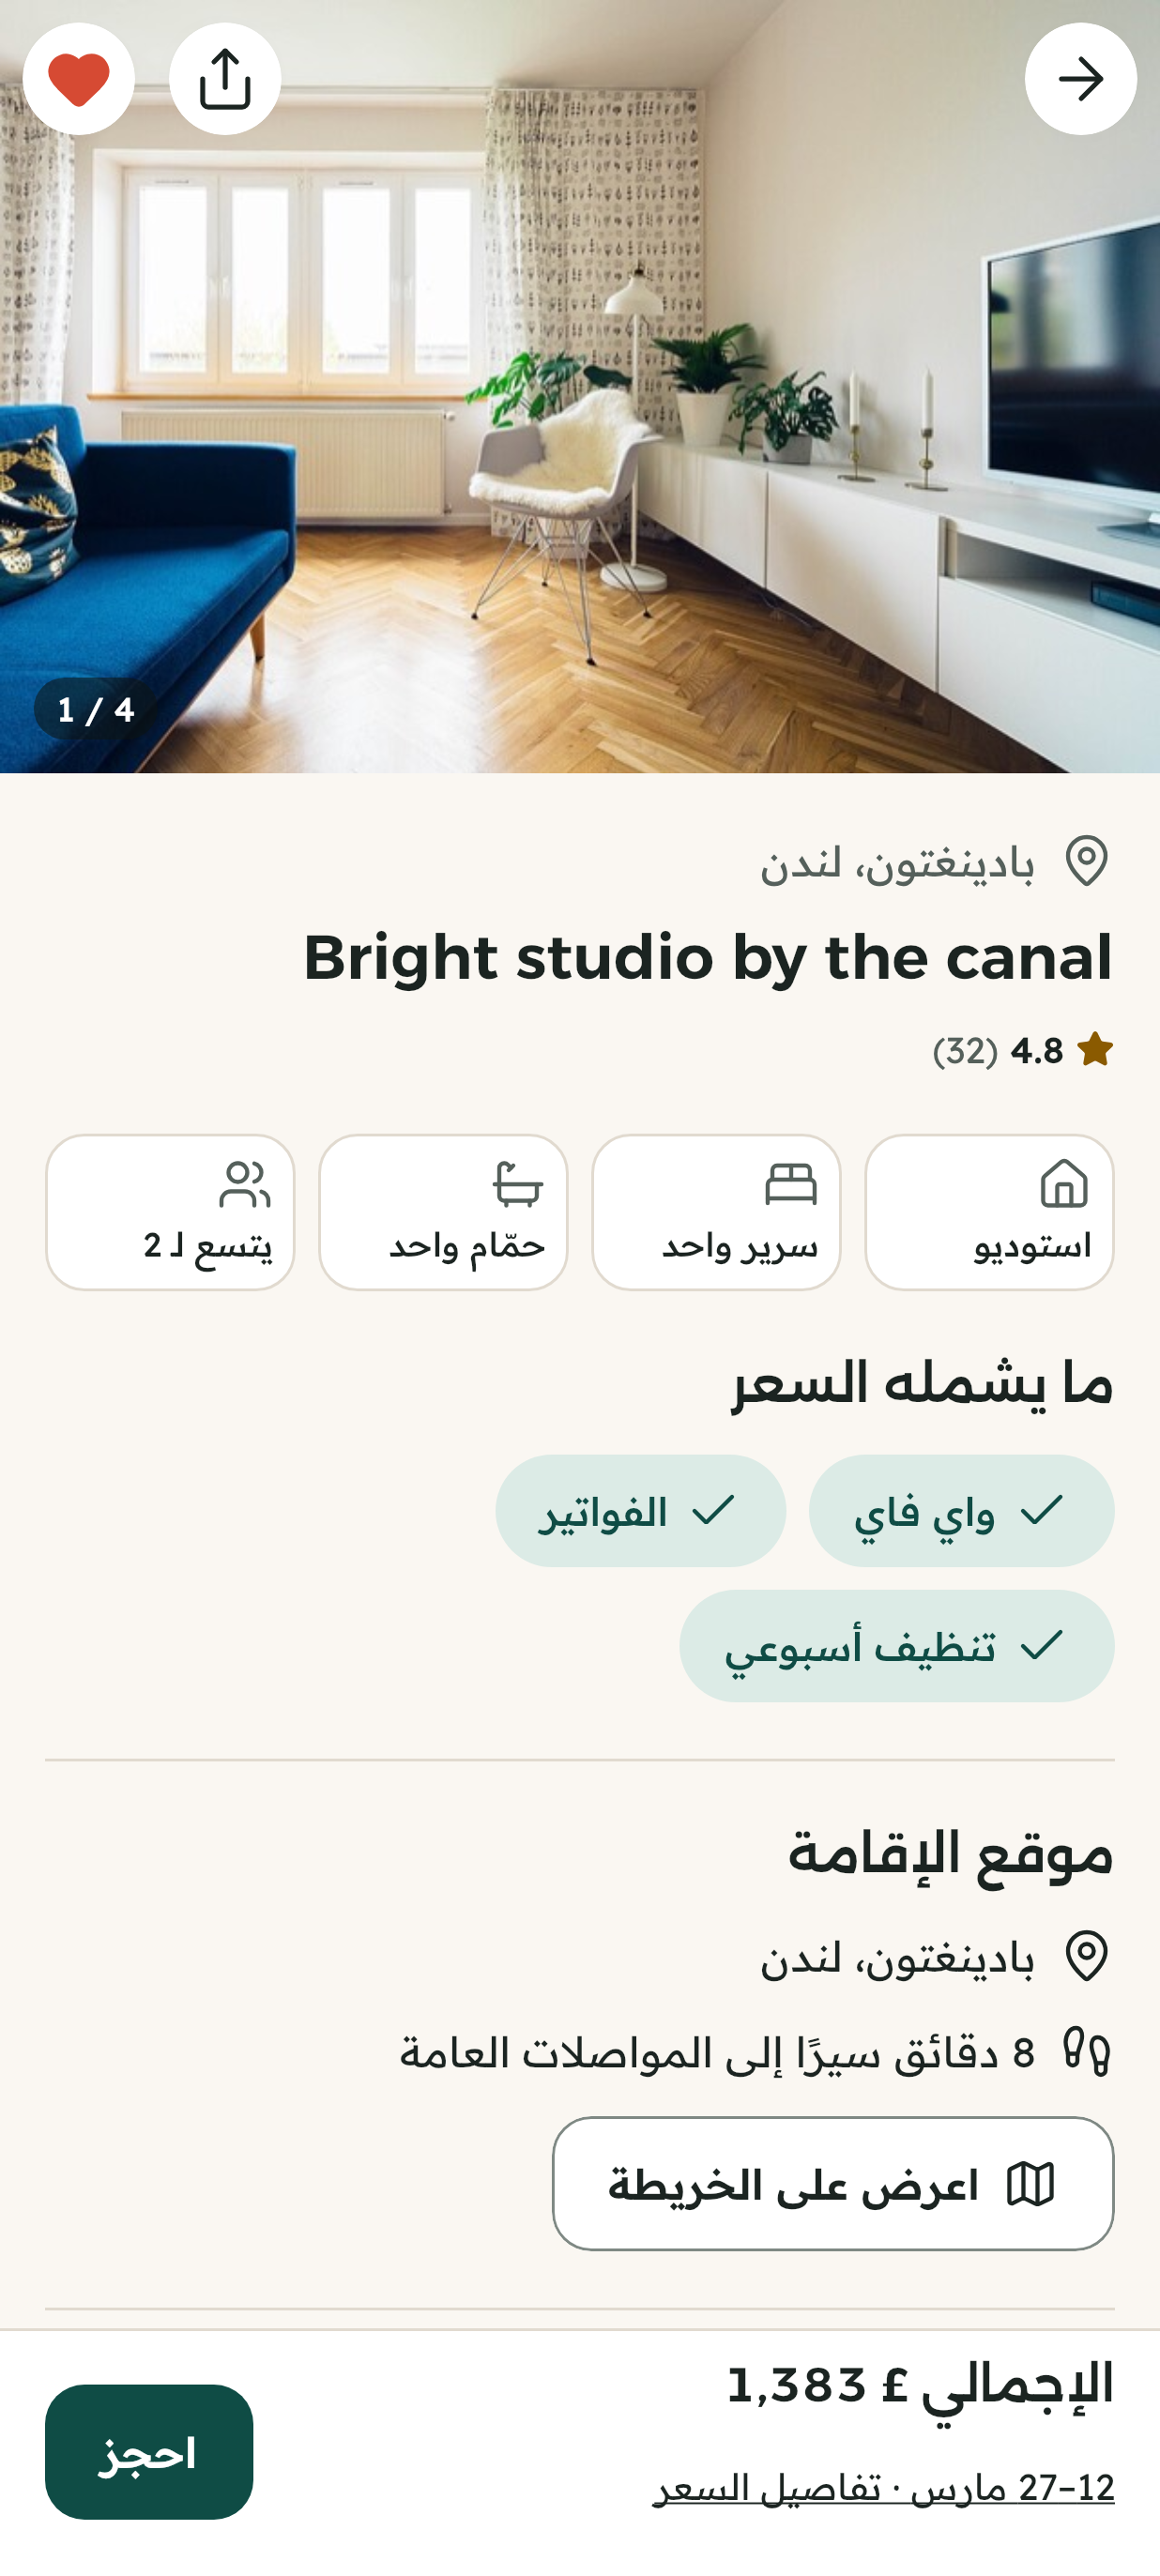 1 / 4
بادينغتون، لندن
Bright studio by the canal
4.8 (32)
استوديو
سرير واحد
حمّام واحد
يتسع لـ 2
ما يشمله السعر
واي فاي
الفواتير
تنظيف أسبوعي
موقع الإقامة
بادينغتون، لندن
8 دقائق سيرًا إلى المواصلات العامة
اعرض على الخريطة
الإجمالي £ 1,383
12–27 مارس · تفاصيل السعر
احجز